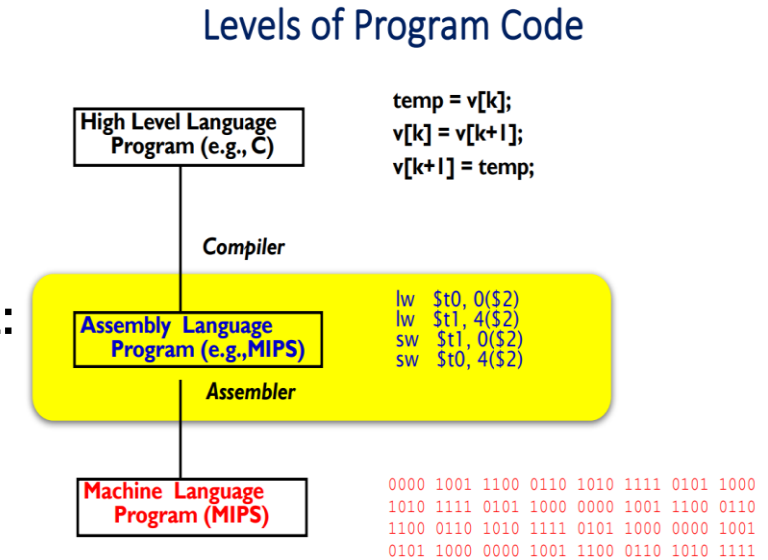 Levels of Program Code
High Level Language
Program (e.g., C)
temp = v[k];
v[k] = v[k+1];
v[k+1] = temp;
Compiler
:
Assembly Language
Program (e.g.,MIPS)
lw $t0, 0($2)
lw $t1, 4($2)
sw $t1, 0($2)
sw $t0, 4($2)
Assembler
Machine Language
Program (MIPS)
0000 1001 1100 0110 1010 1111 0101 1000
1010 1111 0101 1000 0000 1001 1100 0110
1100 0110 1010 1111 0101 1000 0000 1001
0101 1000 0000 1001 1100 0110 1010 1111